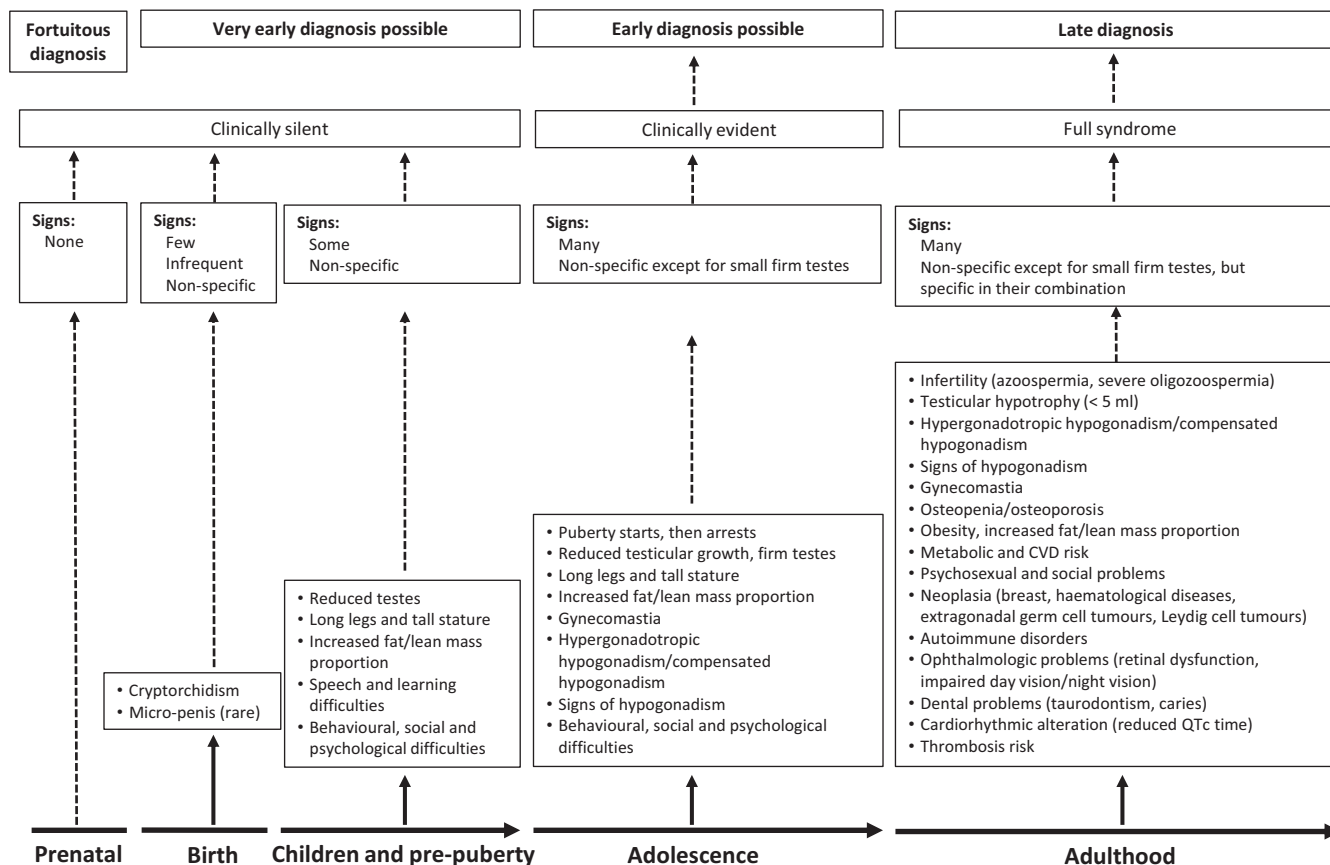 Fortuitous
diagnosis
Very early diagnosis possible
Early diagnosis possible
Late diagnosis
Clinically silent
Clinically evident
Full syndrome
Signs:
None
Signs:
Few
Infrequent
Non-specific
Signs:
Some
Non-specific
Signs:
Many
Non-specific except for small firm testes
Signs:
Many
Non-specific except for small firm testes, but
specific in their combination
• Cryptorchidism
• Micro-penis (rare)
• Reduced testes
• Long legs and tall stature
• Increased fat/lean mass
proportion
• Speech and learning
difficulties
• Behavioural, social and
psychological difficulties
• Puberty starts, then arrests
• Reduced testicular growth, firm testes
• Long legs and tall stature
• Increased fat/lean mass proportion
• Gynecomastia
• Hypergonadotropic
hypogonadism/compensated
hypogonadism
• Signs of hypogonadism
• Behavioural, social and psychological
difficulties
• Infertility (azoospermia, severe oligozoospermia)
• Testicular hypotrophy (< 5 ml)
• Hypergonadotropic hypogonadism/compensated
hypogonadism
• Signs of hypogonadism
• Gynecomastia
• Osteopenia/osteoporosis
• Obesity, increased fat/lean mass proportion
• Metabolic and CVD risk
• Psychosexual and social problems
• Neoplasia (breast, haematological diseases,
extragonadal germ cell tumours, Leydig cell tumours)
• Autoimmune disorders
• Ophthalmologic problems (retinal dysfunction,
impaired day vision/night vision)
• Dental problems (taurodontism, caries)
• Cardiorhythmic alteration (reduced QTc time)
• Thrombosis risk
Prenatal
Birth
Children and pre-puberty
Adolescence
Adulthood